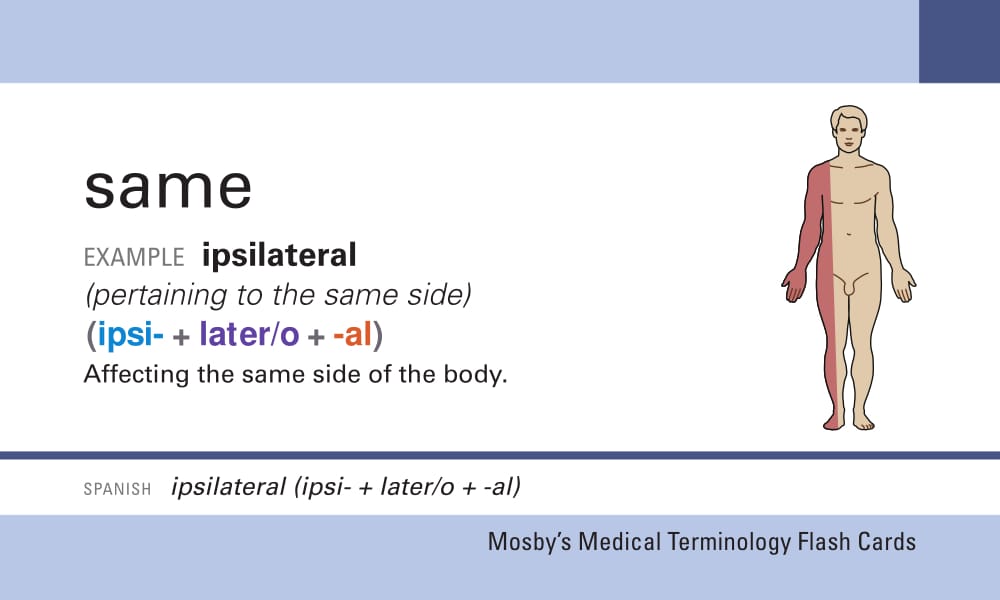 same
EXAMPLE ipsilateral
(pertaining to the same side)
(ipsi- + later/o + -al)
Affecting the same side of the body.
SPANISH ipsilateral (ipsi- + later/o + -al)
Mosby’s Medical Terminology Flash Cards